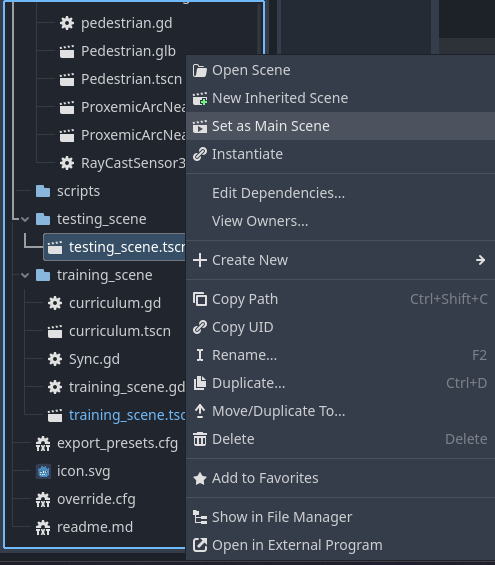 pedestrian.gd
Pedestrian.glb
Pedestrian.tscn
ProxemicArcNea
ProxemicArcNea
RayCastSensor3
scripts
testing_scene
testing_scene.tscn
training_scene
curriculum.gd
curriculum.tscn
Sync.gd
training_scene.gd
training_scene.tsc
export_presets.cfg
icon.svg
override.cfg
readme.md
Open Scene
New Inherited Scene
Set as Main Scene
Instantiate
Edit Dependencies...
View Owners...
Create New
Copy Path Ctrl+Shift+C
Copy UID
Rename... F2
Duplicate... Ctrl+D
Move/Duplicate To...
Delete Delete
Add to Favorites
Show in File Manager
Open in External Program